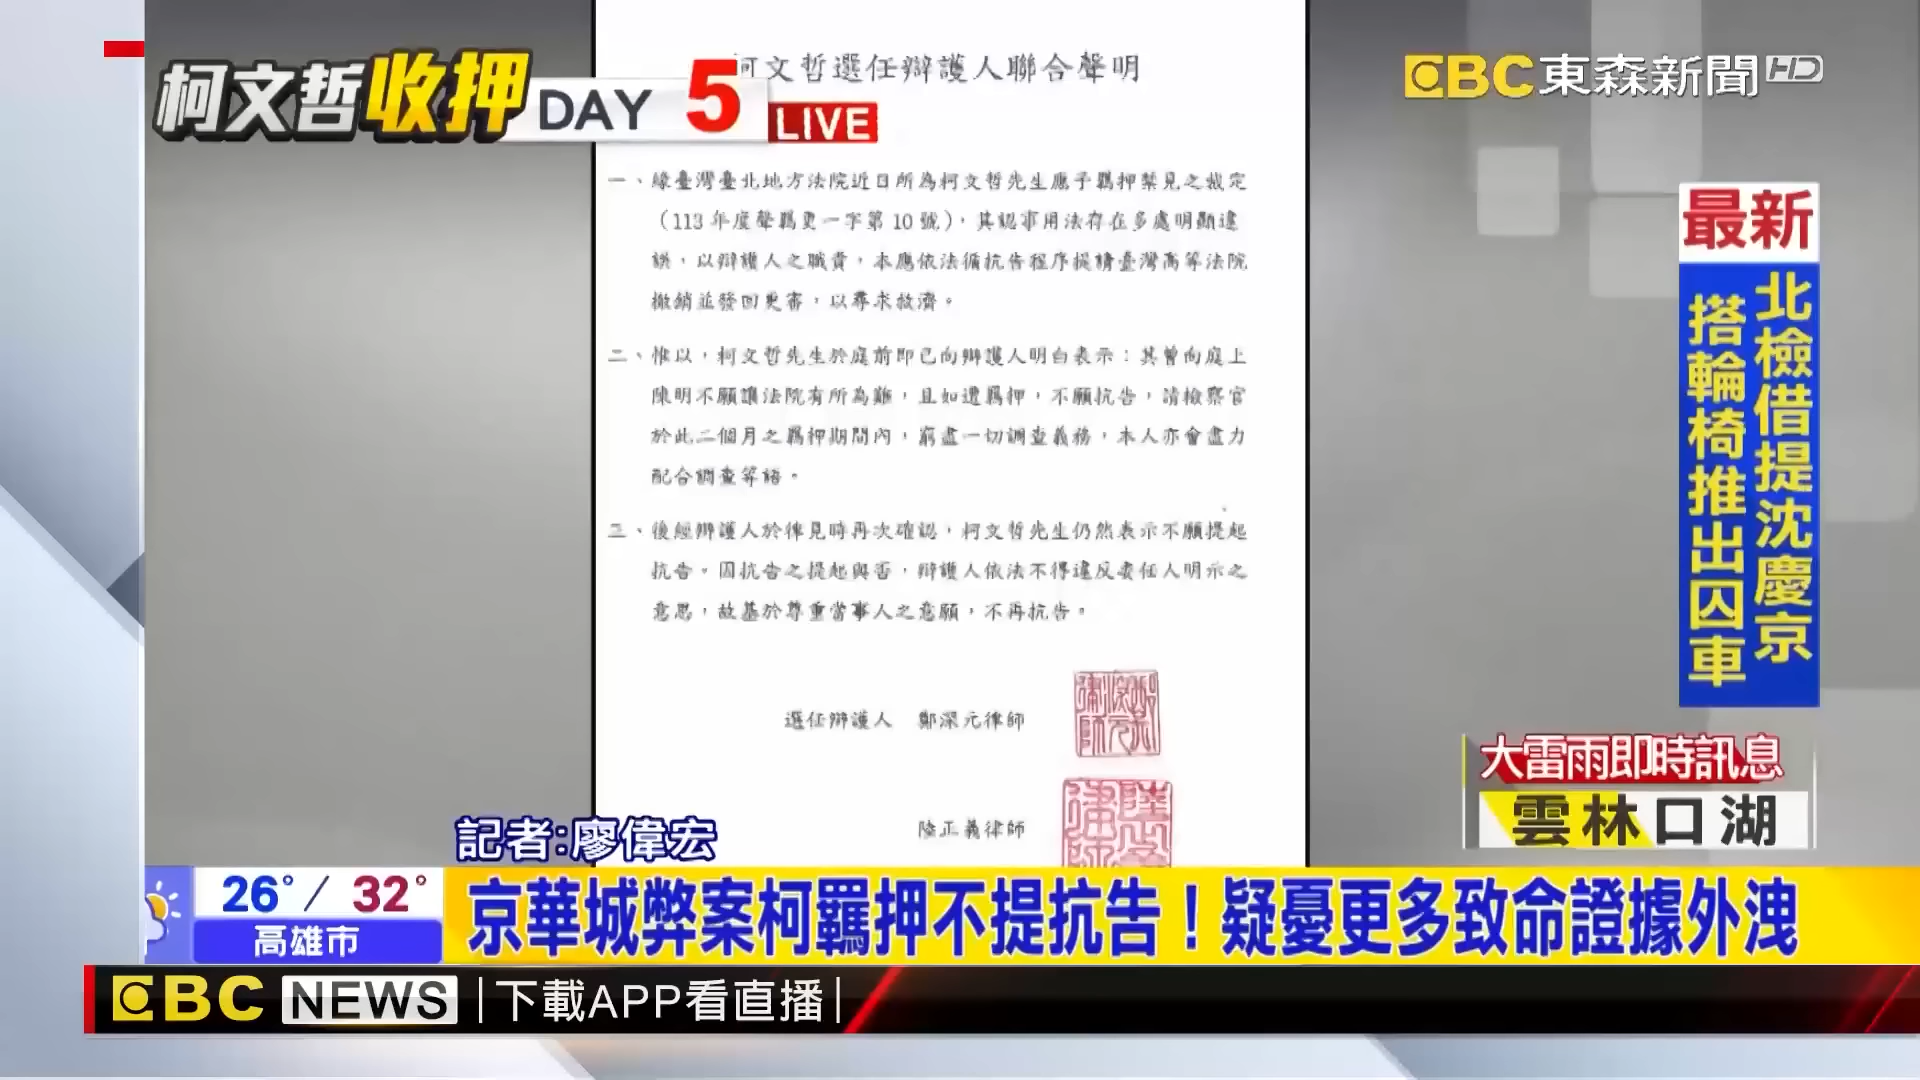 柯文哲收押 DAY 5
LIVE
EBC東森新聞HD
柯文哲選任辯護人聯合聲明
一、緣臺灣臺北地方法院近日所為柯文哲先生應予羈押禁見之裁定
（113 年度聲羈更一字第 10 號），其認事用法存在多處明顯違
誤，以辯護人之職責，本應依法循抗告程序提請臺灣高等法院
撤銷並發回更審，以尋求救濟。
二、惟以，柯文哲先生於庭前即已向辯護人明白表示：其曾向庭上
陳明不願讓法院有所為難，且如遭羈押，不願抗告，請檢察官
於此二個月之羈押期間內，窮盡一切調查義務，本人亦會盡力
配合調查等語。
三、後經辯護人於律見時再次確認，柯文哲先生仍然表示不願提起
抗告。因抗告之提起與否，辯護人依法不得違反委任人明示之
意思，故基於尊重當事人之意願，不再抗告。
選任辯護人 鄭深元律師
陸正義律師
最新
北檢借提沈慶京
搭輪椅推出囚車
大雷雨即時訊息
雲林口湖
記者:廖偉宏
26°/ 32°
高雄市
京華城弊案柯羈押不提抗告！疑憂更多致命證據外洩
EBC NEWS |下載APP看直播|